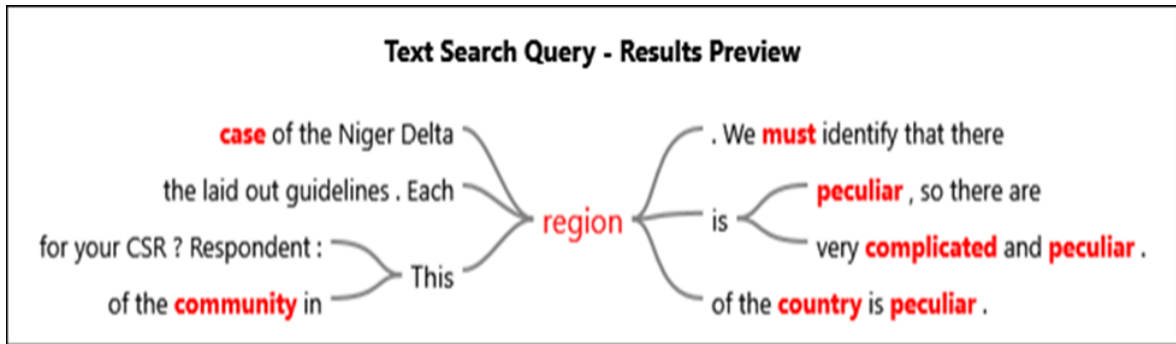 Text Search Query - Results Preview
case of the Niger Delta
the laid out guidelines . Each
for your CSR ? Respondent :
of the community in
This
region
. We must identify that there
is
peculiar , so there are
very complicated and peculiar .
of the country is peculiar .